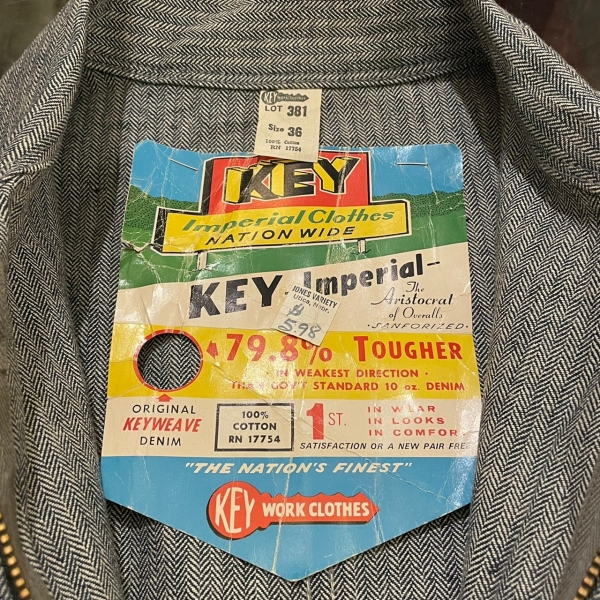 KEY
LOT 381
Size 36
100% Cotton
RN 17754
KEY
Imperial Clothes
NATION WIDE
KEY Imperial-
The
Aristocrat
of Overalls
·SANFORIZED·
JONES VARIETY
$
5.98
79.8% TOUGHER
· IN WEAKEST DIRECTION ·
THAN GOV'T STANDARD 10 oz. DENIM
ORIGINAL
KEYWEAVE
DENIM
100%
COTTON
RN 17754
1ST.
IN WEAR
IN LOOKS
IN COMFOR
SATISFACTION OR A NEW PAIR FREE
"THE NATION'S FINEST"
KEY WORK CLOTHES